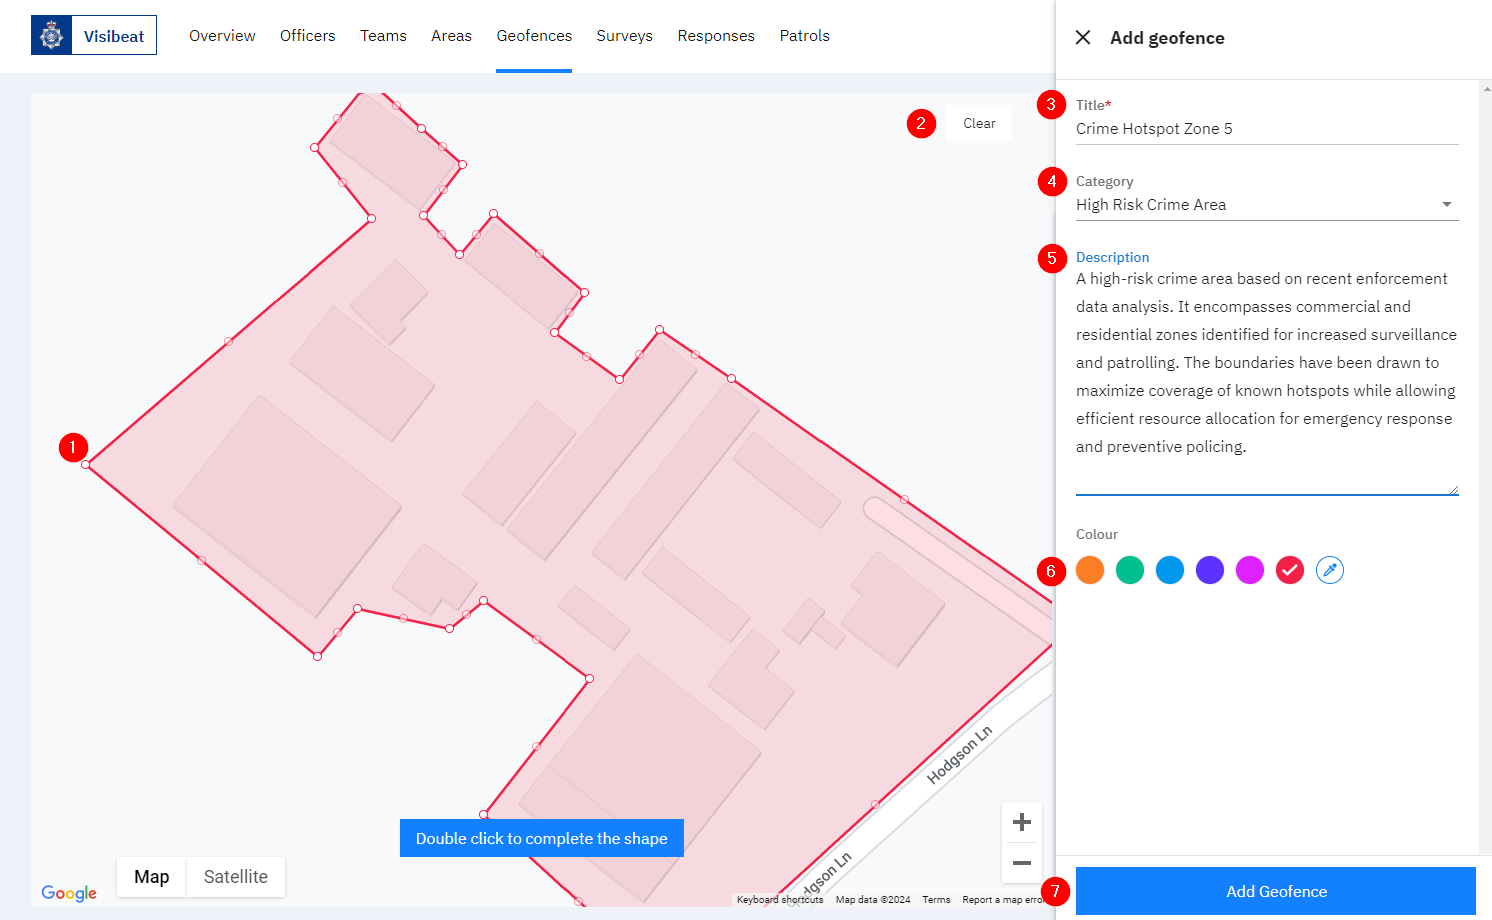 Visibeat
Overview Officers Teams Areas Geofences Surveys Responses Patrols
2 Clear
1
Double click to complete the shape
Hodgson Ln
dgson Ln
Map Satellite
Google
Keyboard shortcuts Map data ©2024 Terms Report a map error
Add geofence
3 Title*
Crime Hotspot Zone 5
4 Category
High Risk Crime Area
5 Description
A high-risk crime area based on recent enforcement
data analysis. It encompasses commercial and
residential zones identified for increased surveillance
and patrolling. The boundaries have been drawn to
maximize coverage of known hotspots while allowing
efficient resource allocation for emergency response
and preventive policing.
Colour
6
7 Add Geofence